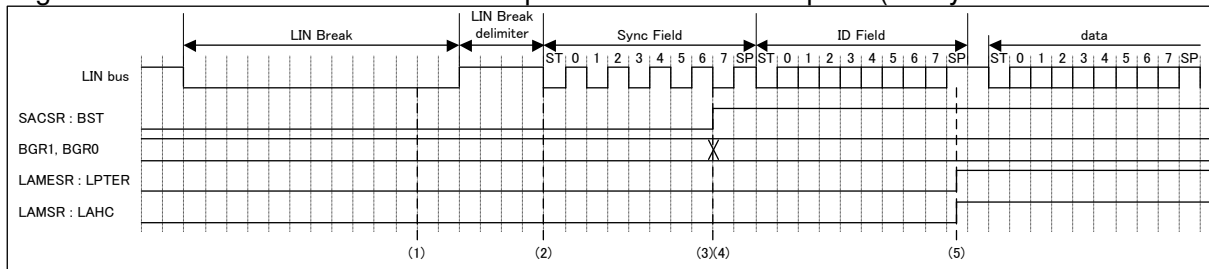 LIN Break
LIN Break
delimiter
Sync Field
ID Field
data
ST 0 1 2 3 4 5 6 7 SP ST 0 1 2 3 4 5 6 7 SP ST 0 1 2 3 4 5 6 7 SP
LIN bus
SACSR : BST
BGR1, BGR0
LAMESR : LPTER
LAMSR : LAHC
(1) (2) (3)(4) (5)